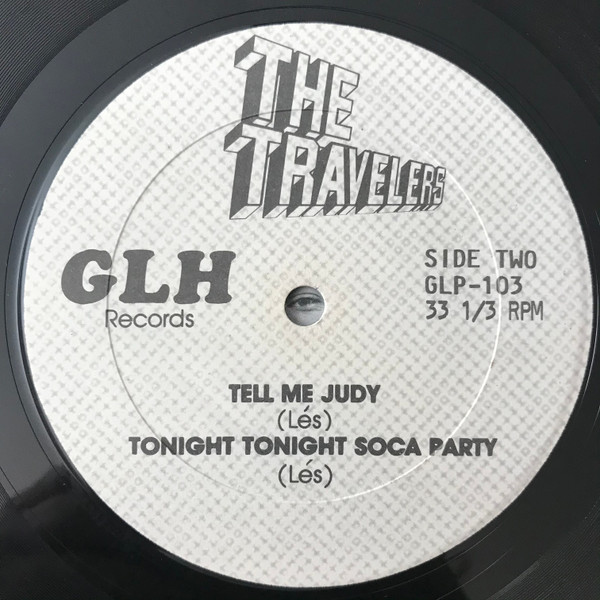 THE
TRAVELERS
GLH
Records
SIDE TWO
GLP-103
33 1/3 RPM
TELL ME JUDY
(Lés)
TONIGHT TONIGHT SOCA PARTY
(Lés)